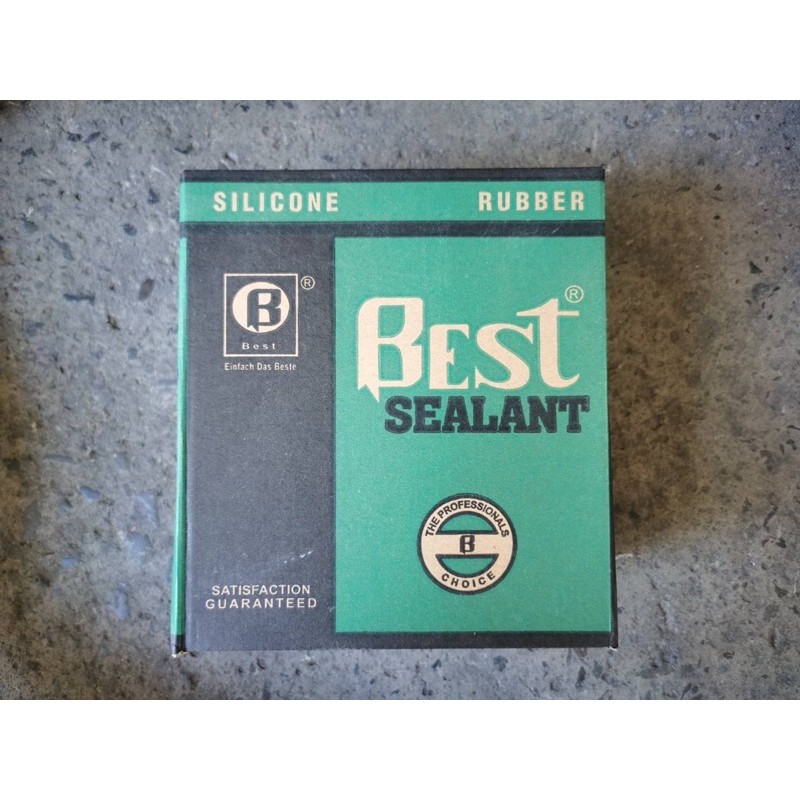 SILICONE RUBBER
B ®
Best
Einfach Das Beste
BEST ®
SEALANT
THE PROFESSIONALS
B
CHOICE
SATISFACTION
GUARANTEED